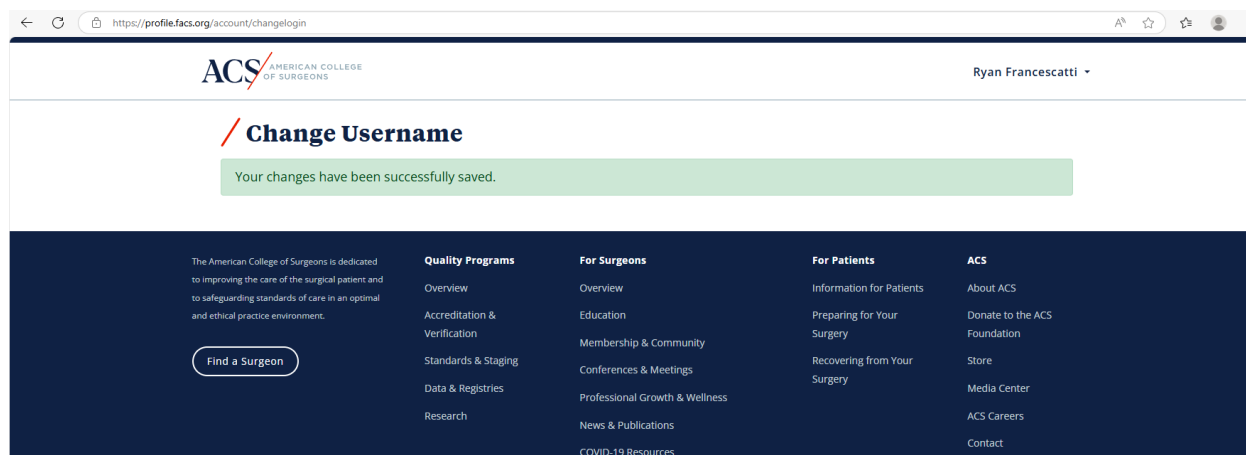 https://profile.facs.org/account/changelogin
ACS AMERICAN COLLEGE
OF SURGEONS
Ryan Francescatti
Change Username
Your changes have been successfully saved.
The American College of Surgeons is dedicated
to improving the care of the surgical patient and
to safeguarding standards of care in an optimal
and ethical practice environment.
Find a Surgeon
Quality Programs
Overview
Accreditation &
Verification
Standards & Staging
Data & Registries
Research
For Surgeons
Overview
Education
Membership & Community
Conferences & Meetings
Professional Growth & Wellness
News & Publications
COVID-19 Resources
For Patients
Information for Patients
Preparing for Your
Surgery
Recovering from Your
Surgery
ACS
About ACS
Donate to the ACS
Foundation
Store
Media Center
ACS Careers
Contact